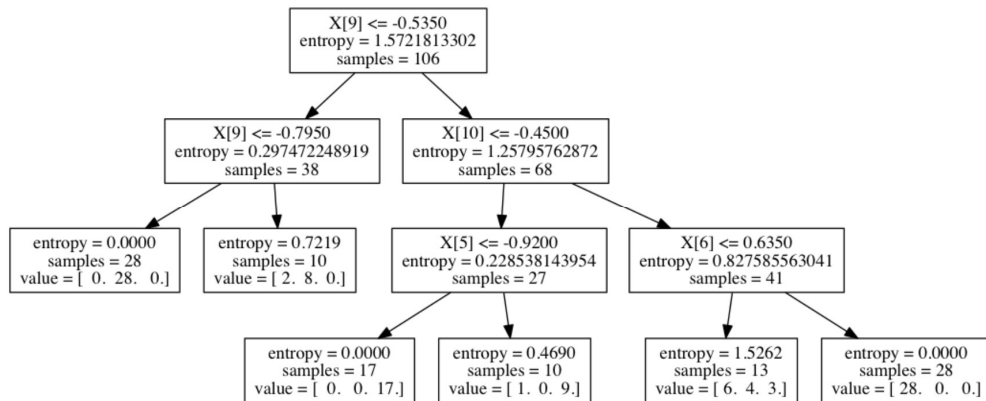 X[9] <= -0.5350
entropy = 1.5721813302
samples = 106
X[9] <= -0.7950
entropy = 0.297472248919
samples = 38
X[10] <= -0.4500
entropy = 1.25795762872
samples = 68
entropy = 0.0000
samples = 28
value = [ 0. 28. 0.]
entropy = 0.7219
samples = 10
value = [ 2. 8. 0.]
X[5] <= -0.9200
entropy = 0.228538143954
samples = 27
X[6] <= 0.6350
entropy = 0.827585563041
samples = 41
entropy = 0.0000
samples = 17
value = [ 0. 0. 17.]
entropy = 0.4690
samples = 10
value = [ 1. 0. 9.]
entropy = 1.5262
samples = 13
value = [ 6. 4. 3.]
entropy = 0.0000
samples = 28
value = [ 28. 0. 0.]